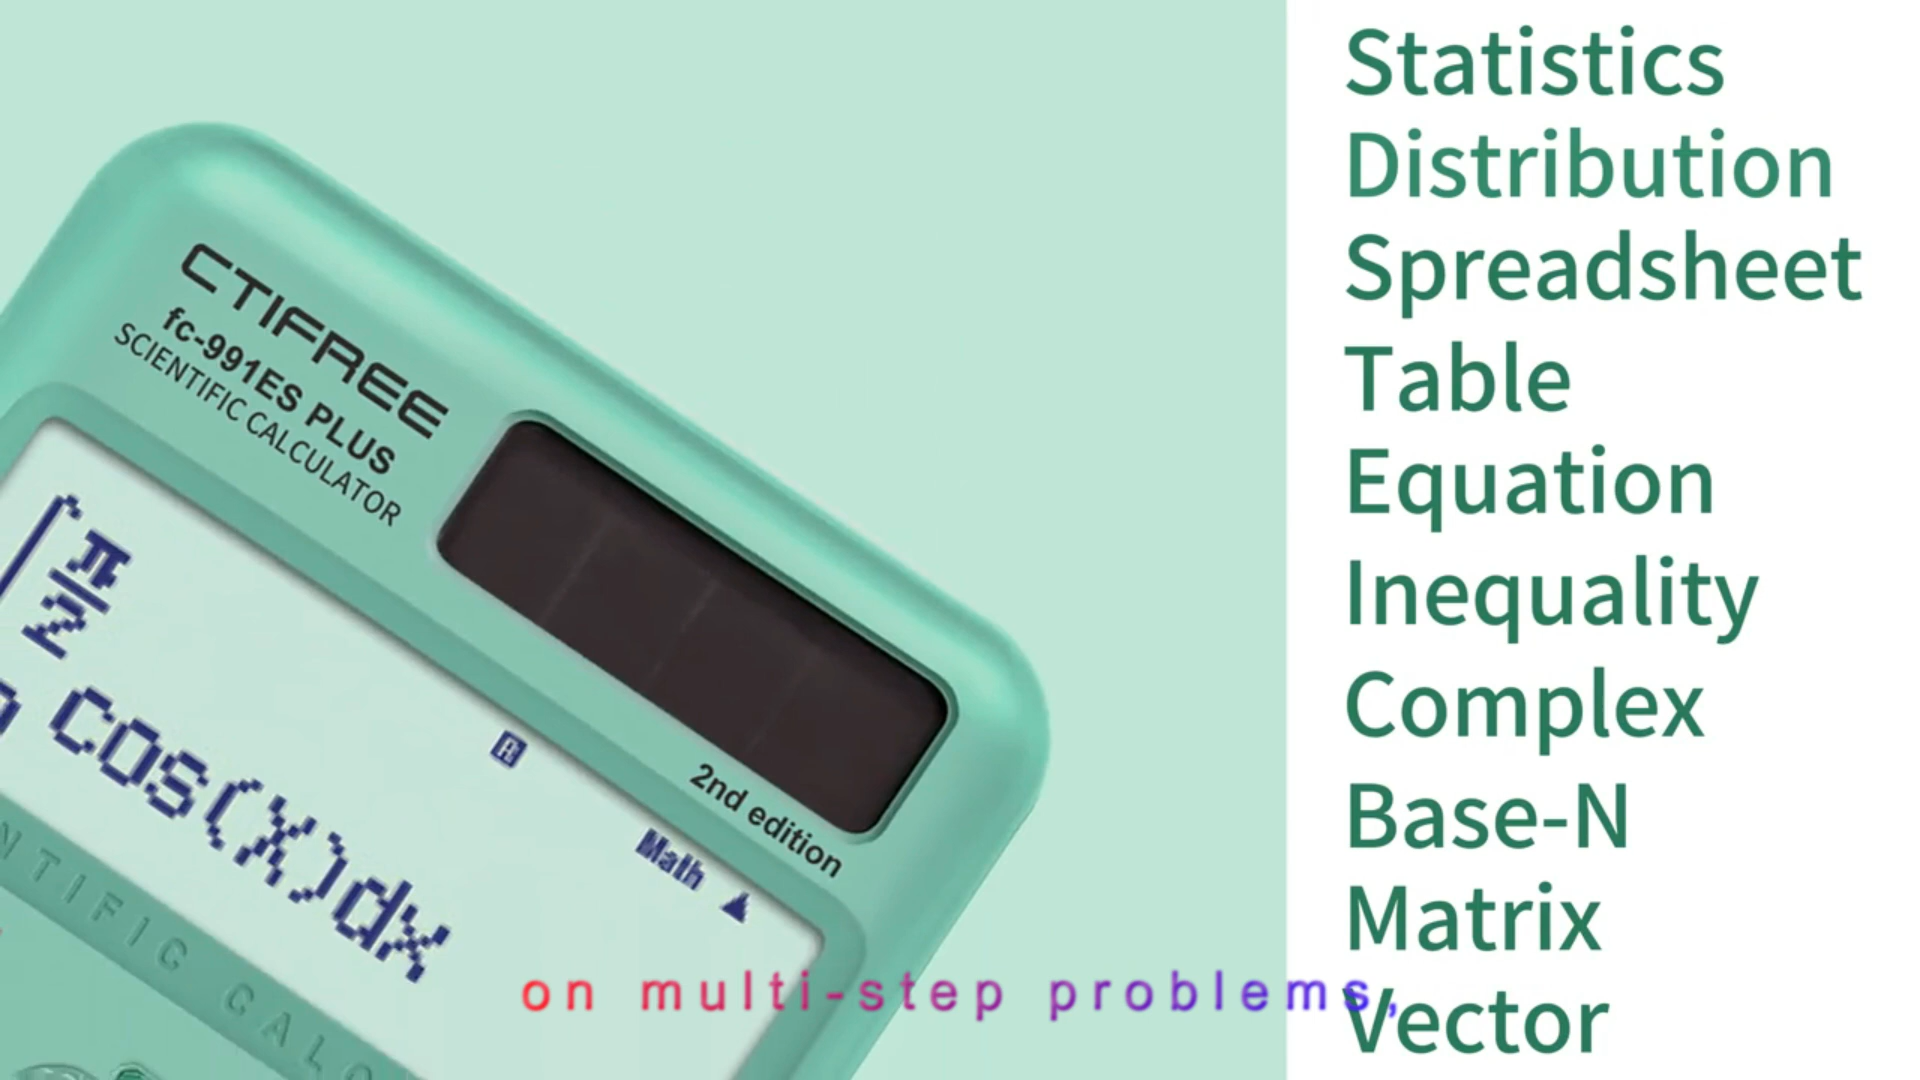 CTIFREE
fc-991ES PLUS
SCIENTIFIC CALCULATOR
π
2
cos(X)dx
Math ▲
2nd edition
on multi-step problems,
Statistics
Distribution
Spreadsheet
Table
Equation
Inequality
Complex
Base-N
Matrix
Vector